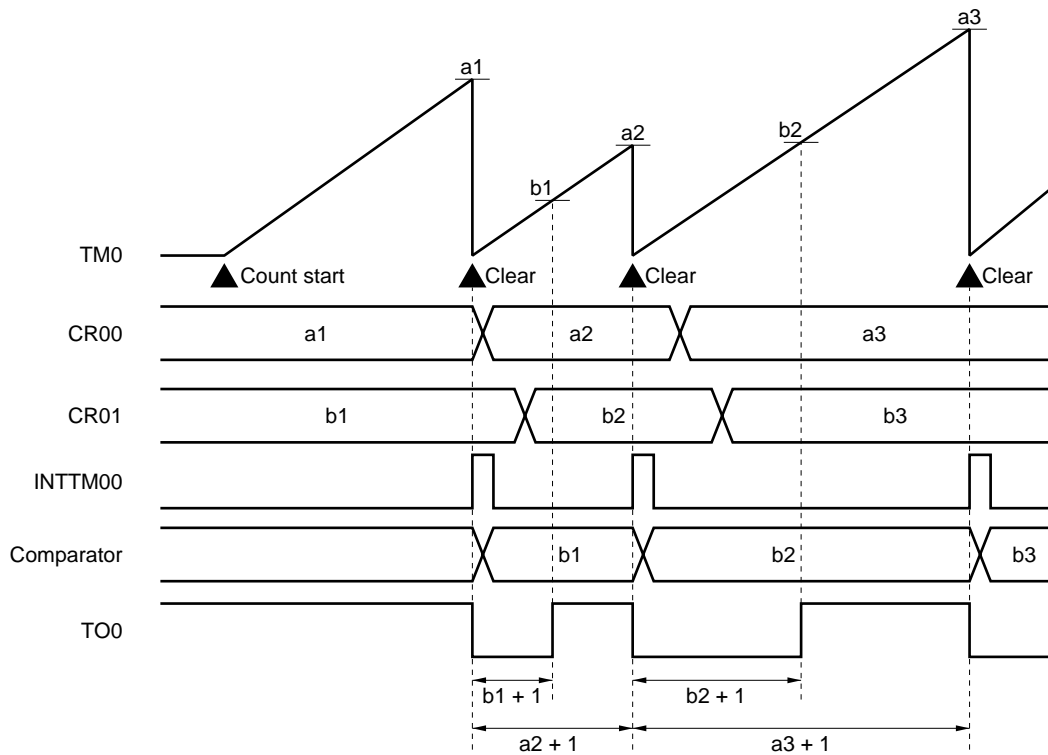 a3
a1
a2
b2
b1
TM0
Count start
Clear
Clear
Clear
CR00
a1
a2
a3
CR01
b1
b2
b3
INTTM00
Comparator
b1
b2
b3
TO0
b1 + 1
b2 + 1
a2 + 1
a3 + 1